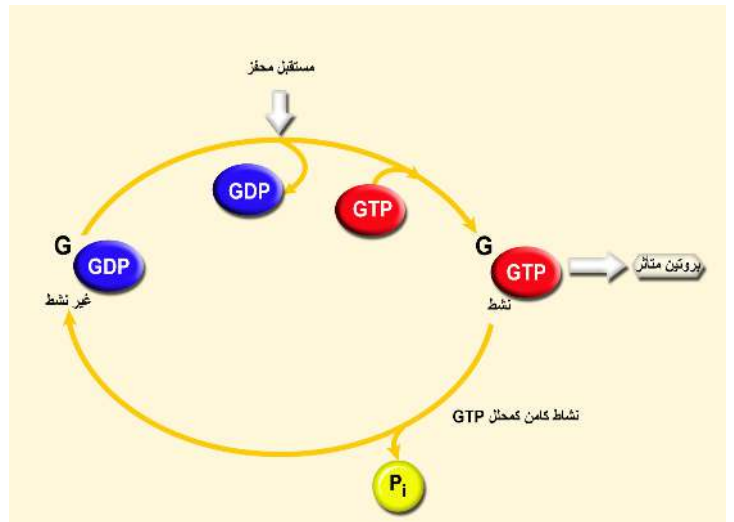 مستقبل محفز
GDP
GTP
G
GDP
غير نشط
G
GTP
نشط
بروتين متأثر
نشاط كامن كمحلل GTP
Pi